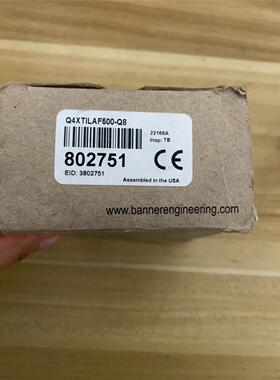 Q4XTILAF500-Q8
22166A
Insp: TB
802751
CE
EID: 3802751
Assembled in the USA
www.bannerengineering.com